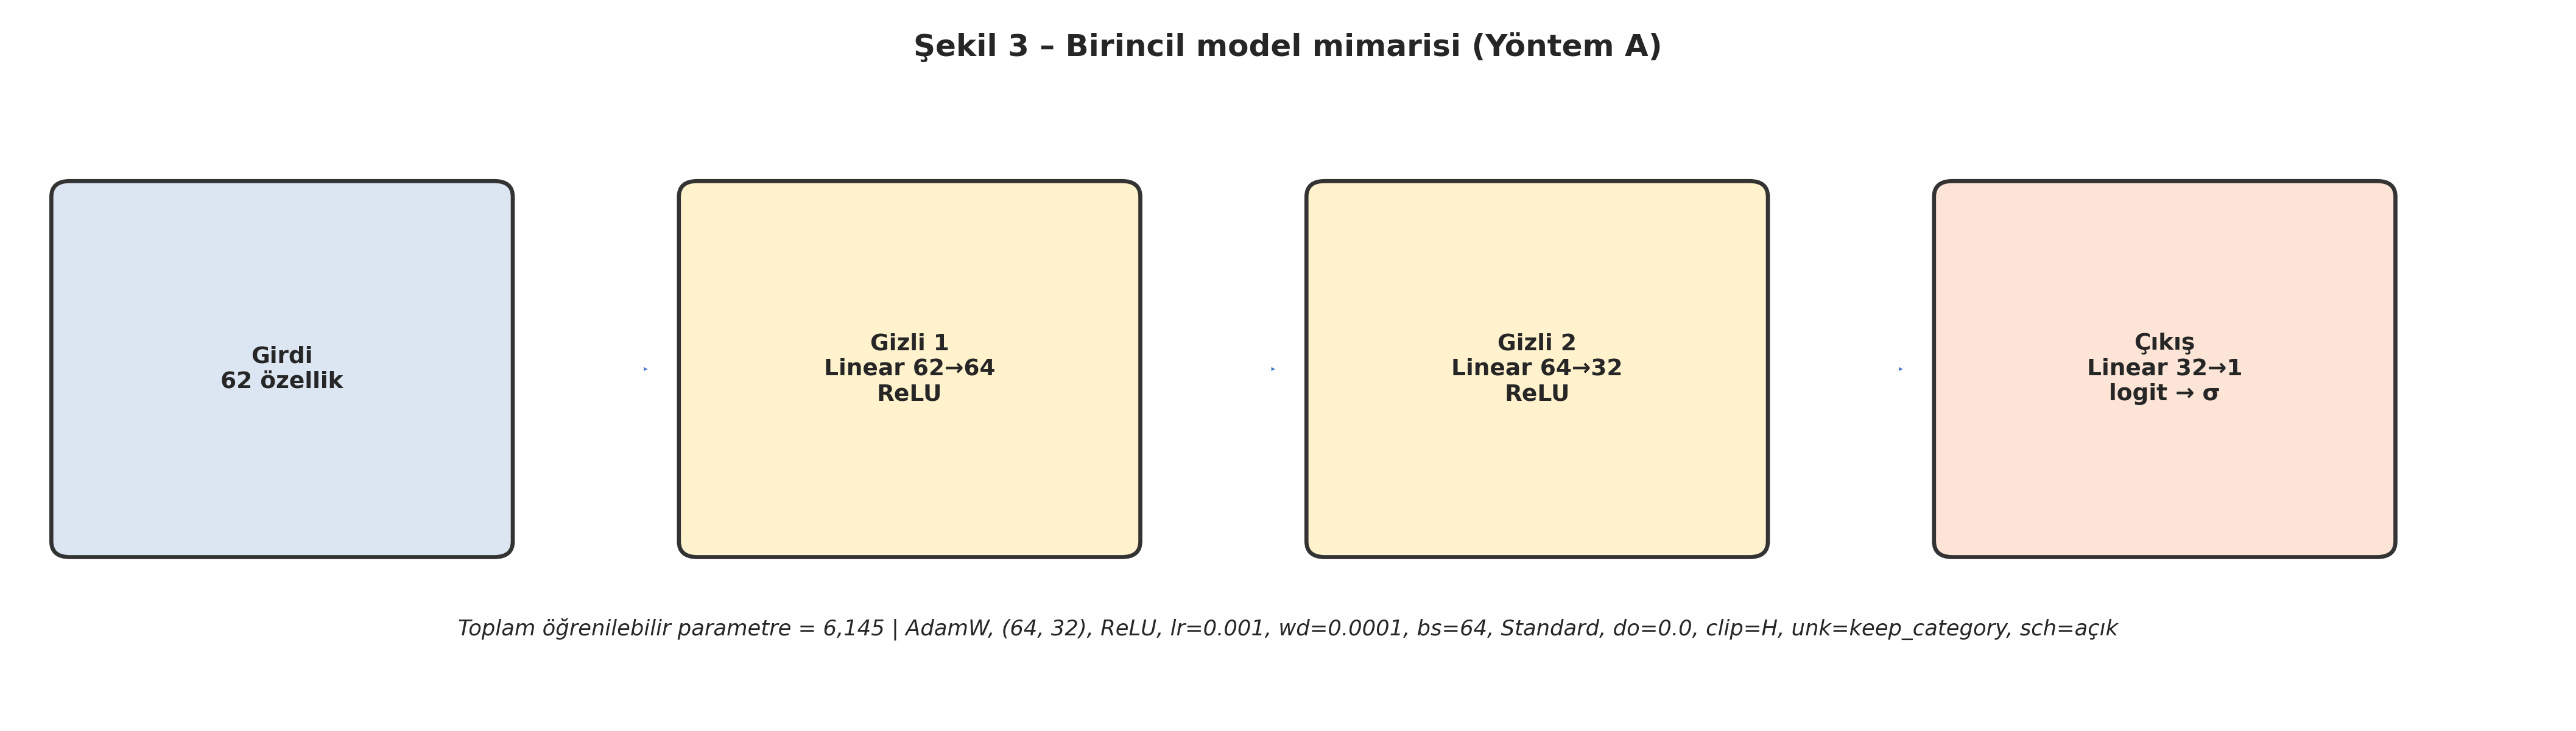 Şekil 3 – Birincil model mimarisi (Yöntem A)
Girdi
62 özellik
Gizli 1
Linear 62→64
ReLU
Gizli 2
Linear 64→32
ReLU
Çıkış
Linear 32→1
logit → σ
Toplam öğrenilebilir parametre = 6,145 | AdamW, (64, 32), ReLU, lr=0.001, wd=0.0001, bs=64, Standard, do=0.0, clip=H, unk=keep_category, sch=açık